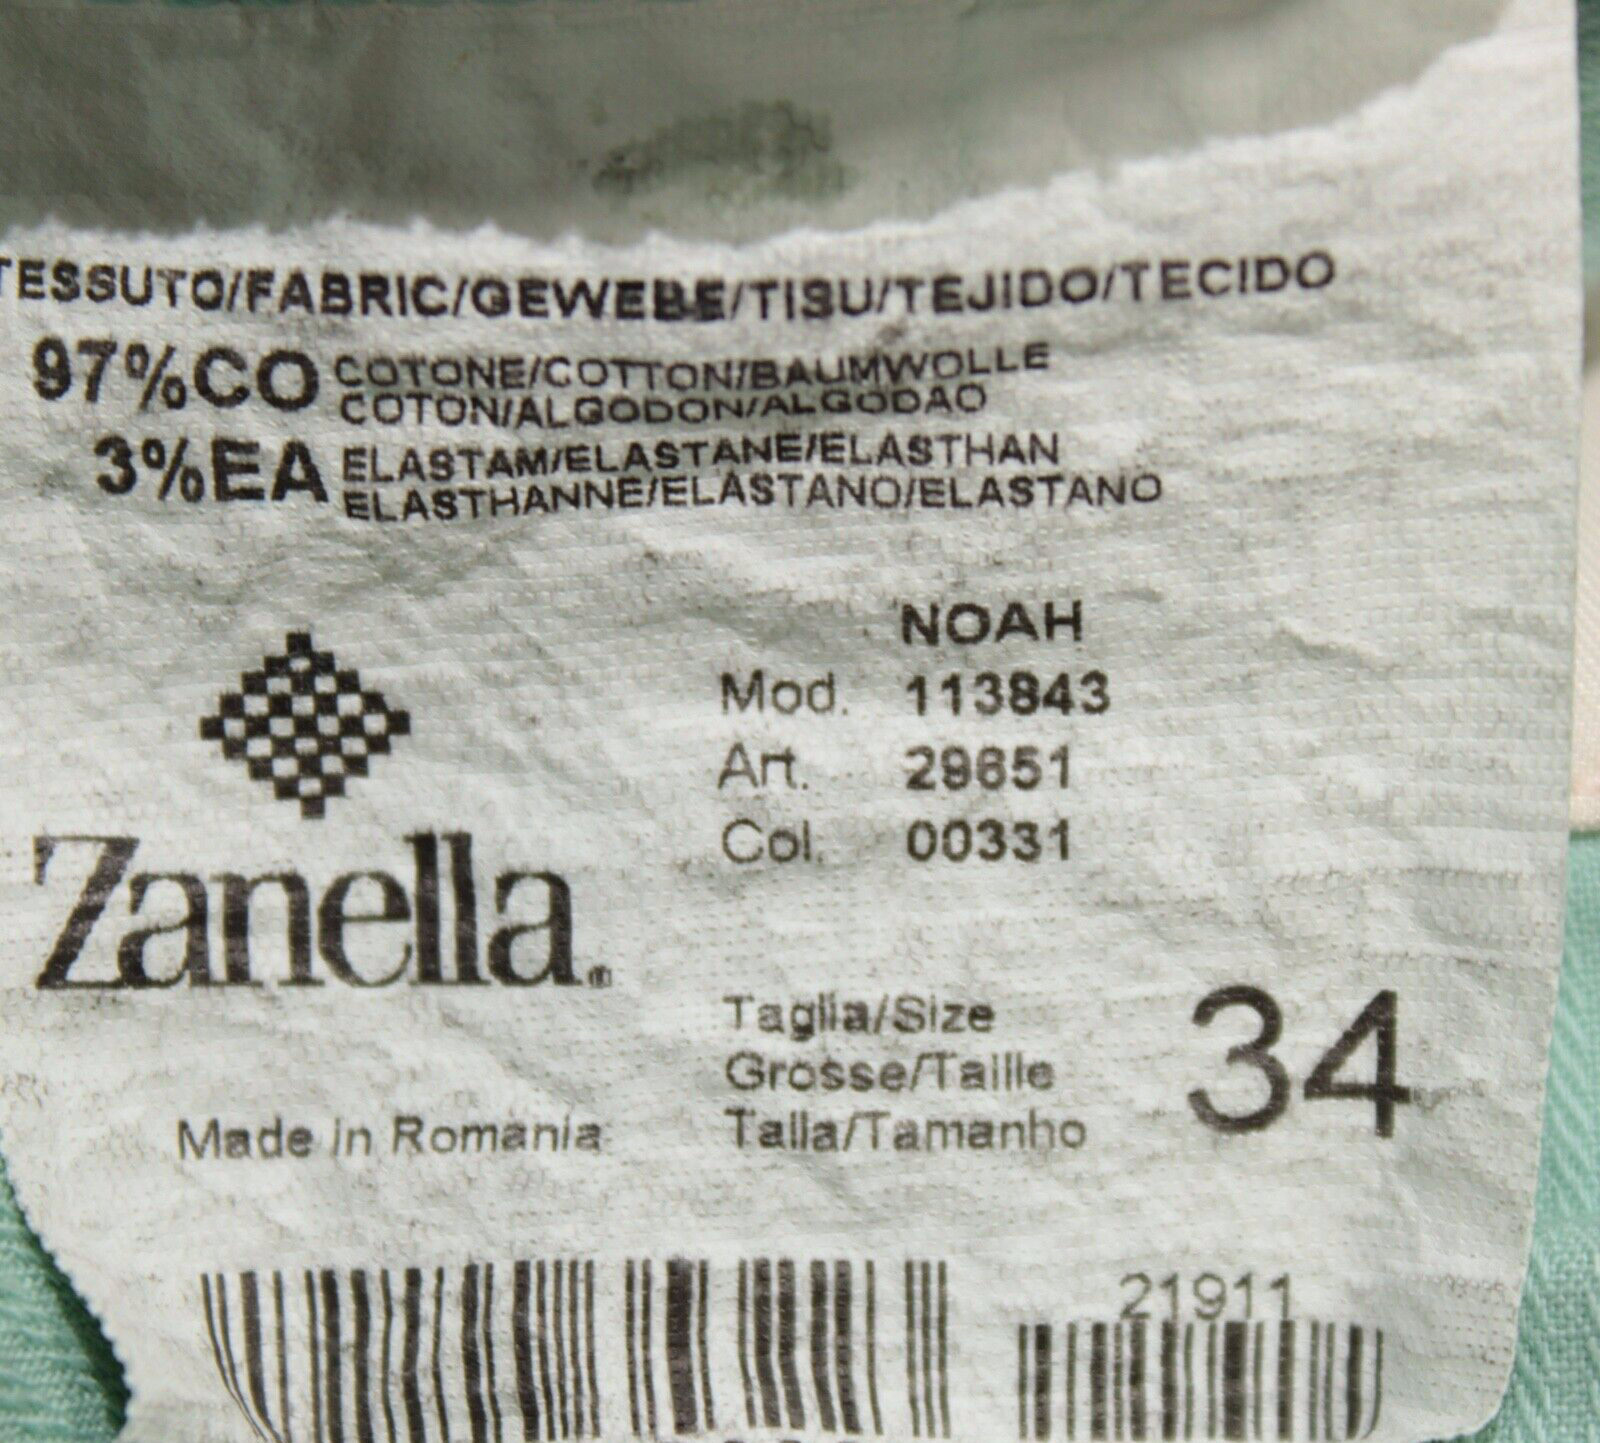 TESSUTO/FABRIC/GEWEBE/TISU/TEJIDO/TECIDO
97%CO COTONE/COTTON/BAUMWOLLE
COTON/ALGODON/ALGODAO
3%EA ELASTAM/ELASTANE/ELASTHAN
ELASTHANNE/ELASTANO/ELASTANO
NOAH
Mod. 113843
Art. 29651
Col. 00331
Zanella®
Taglia/Size
Grosse/Taille
Talla/Tamanho
34
Made in Romania
21911